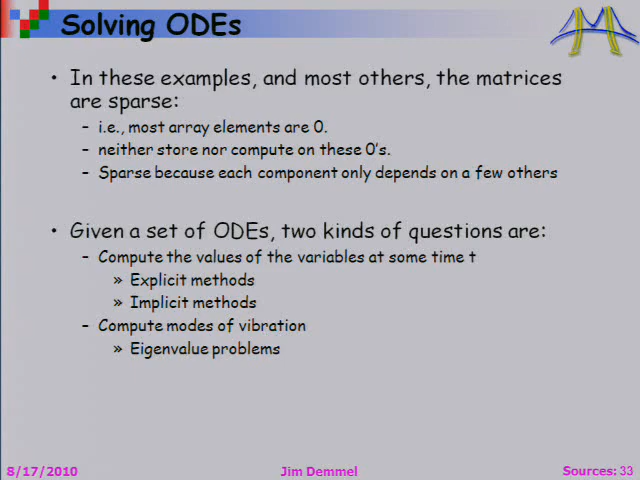 Solving ODEs
• In these examples, and most others, the matrices
are sparse:
– i.e., most array elements are 0.
– neither store nor compute on these 0's.
– Sparse because each component only depends on a few others
• Given a set of ODEs, two kinds of questions are:
– Compute the values of the variables at some time t
» Explicit methods
» Implicit methods
– Compute modes of vibration
» Eigenvalue problems
8/17/2010
Jim Demmel
Sources: 33